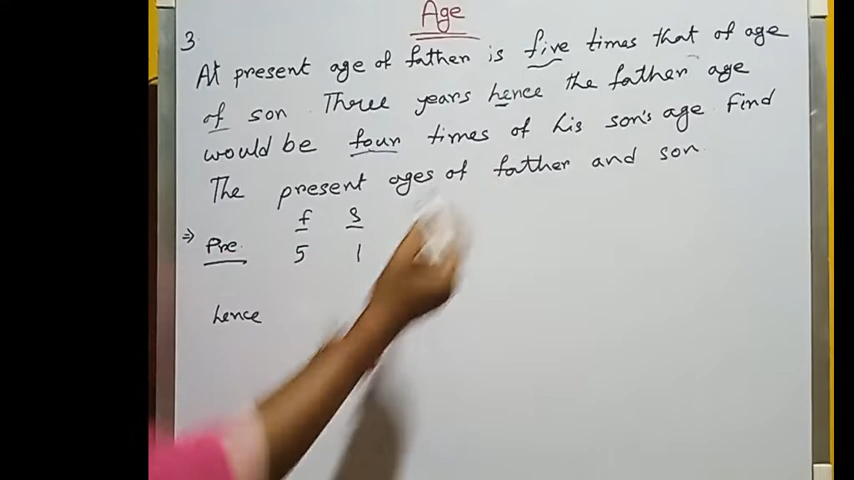 Age
3
At present age of father is five times that of age
of son Three years hence the father age
would be four times of his son's age Find
The present ages of father and son.
f S
⇒ Pre. 5 1
hence